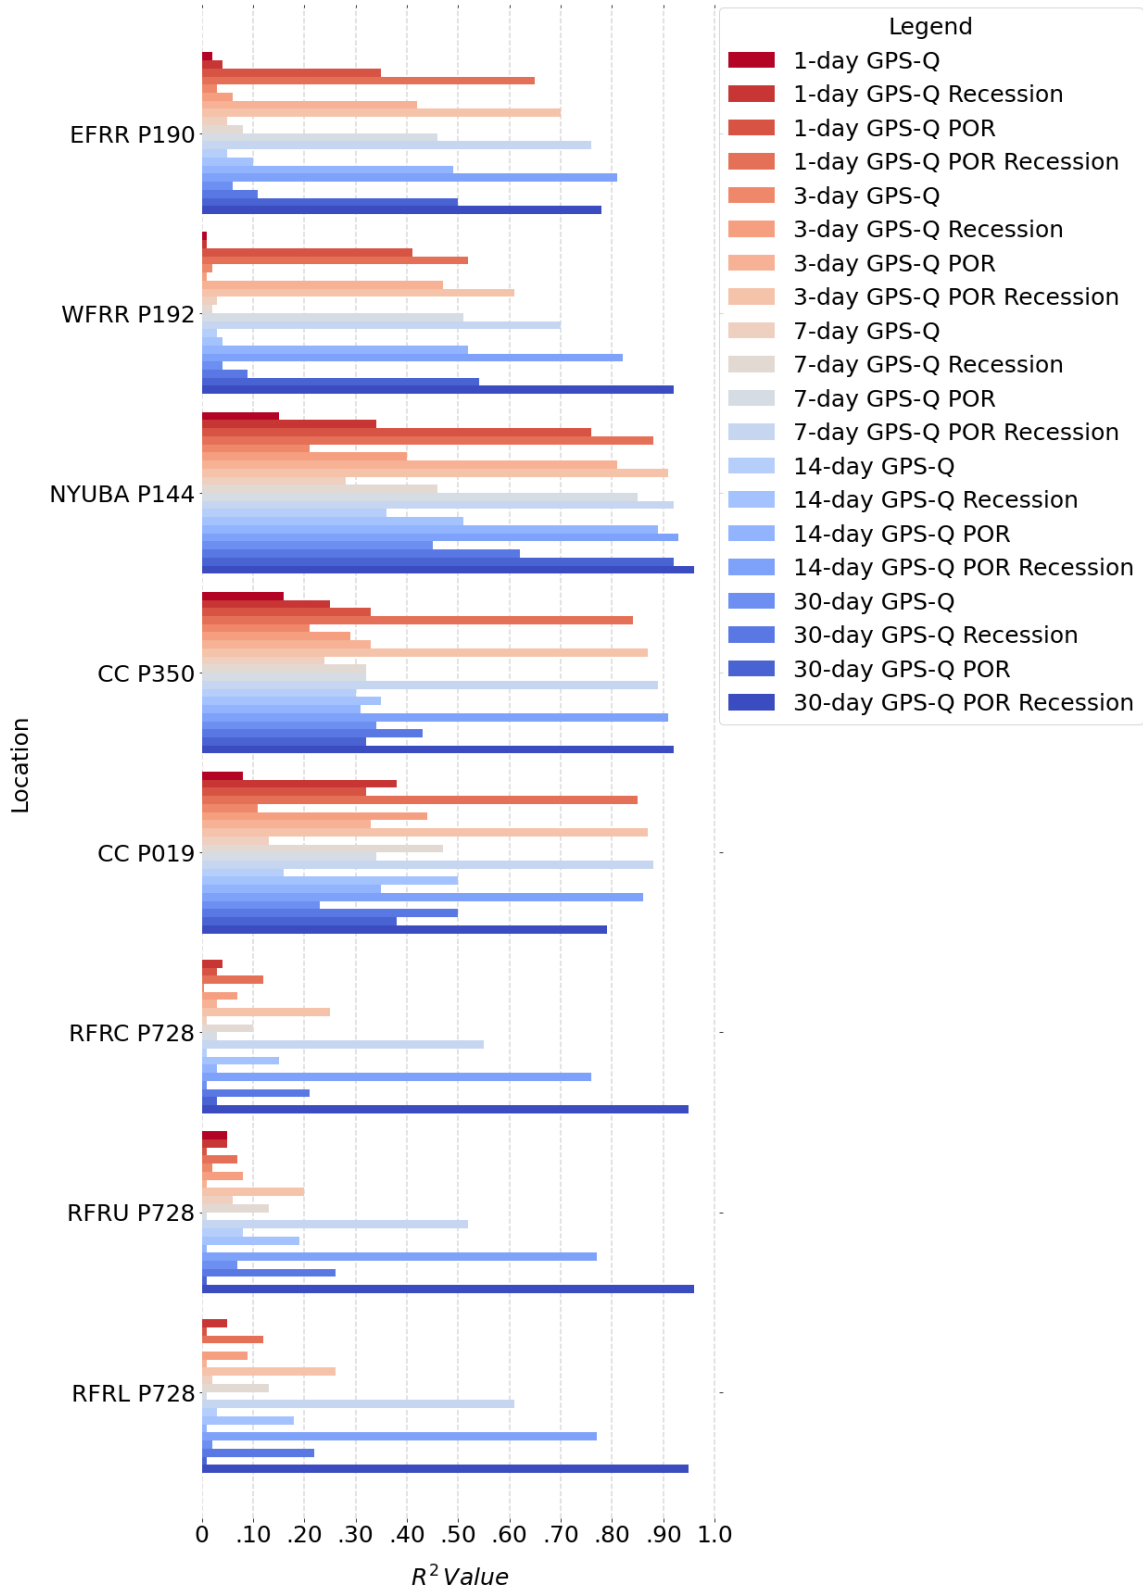 Legend
1-day GPS-Q
1-day GPS-Q Recession
1-day GPS-Q POR
1-day GPS-Q POR Recession
3-day GPS-Q
3-day GPS-Q Recession
3-day GPS-Q POR
3-day GPS-Q POR Recession
7-day GPS-Q
7-day GPS-Q Recession
7-day GPS-Q POR
7-day GPS-Q POR Recession
14-day GPS-Q
14-day GPS-Q Recession
14-day GPS-Q POR
14-day GPS-Q POR Recession
30-day GPS-Q
30-day GPS-Q Recession
30-day GPS-Q POR
30-day GPS-Q POR Recession
Location
EFRR P190
WFRR P192
NYUBA P144
CC P350
CC P019
RFRC P728
RFRU P728
RFRL P728
0 .10 .20 .30 .40 .50 .60 .70 .80 .90 1.0
R² Value